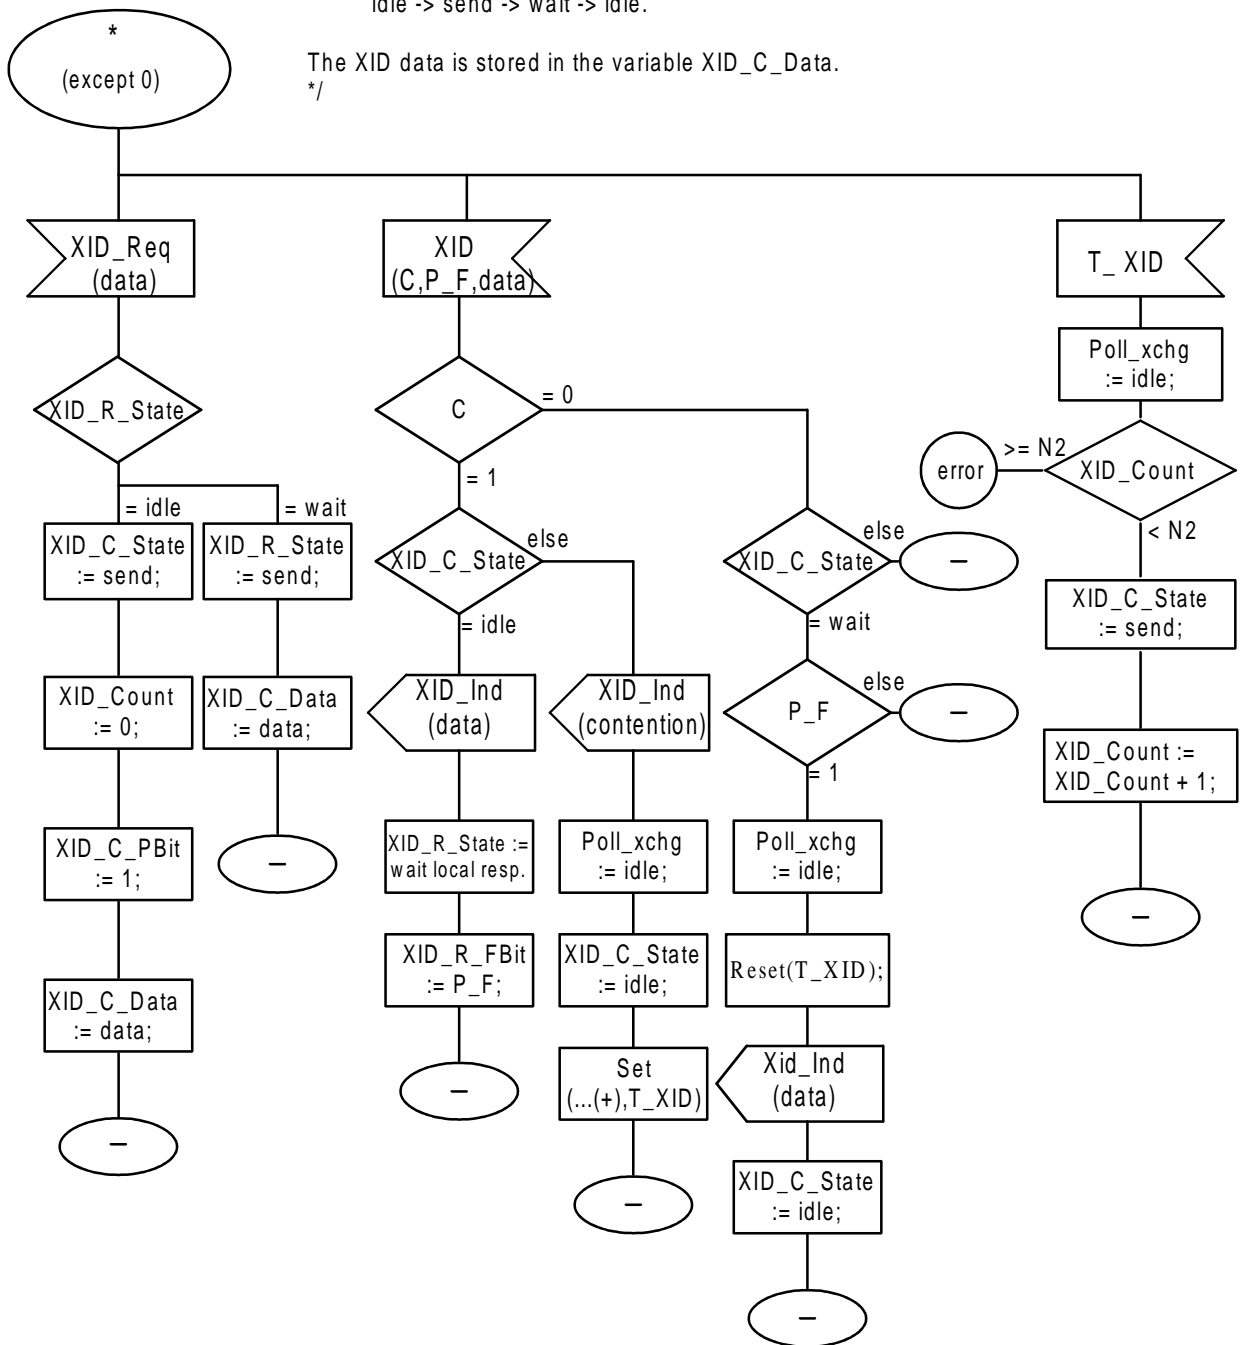 idle -> send -> wait -> idle.
The XID data is stored in the variable XID_C_Data.
*/
*
(except 0)
XID_Req
(data)
XID
(C,P_F,data)
T_ XID
Poll_xchg
:= idle;
XID_R_State
C
= 0
= 1
error
>= N2
XID_Count
< N2
= idle
= wait
XID_C_State
:= send;
XID_R_State
:= send;
XID_C_State
else
= idle
XID_C_State
else
–
= wait
XID_C_State
:= send;
XID_Count
:= 0;
XID_C_Data
:= data;
XID_Ind
(data)
XID_Ind
(contention)
P_F
else
–
= 1
XID_Count :=
XID_Count + 1;
XID_C_PBit
:= 1;
–
XID_R_State :=
wait local resp.
Poll_xchg
:= idle;
Poll_xchg
:= idle;
–
XID_C_Data
:= data;
XID_R_FBit
:= P_F;
XID_C_State
:= idle;
Reset(T_XID);
–
–
Set
(...(+),T_XID)
Xid_Ind
(data)
–
XID_C_State
:= idle;
–